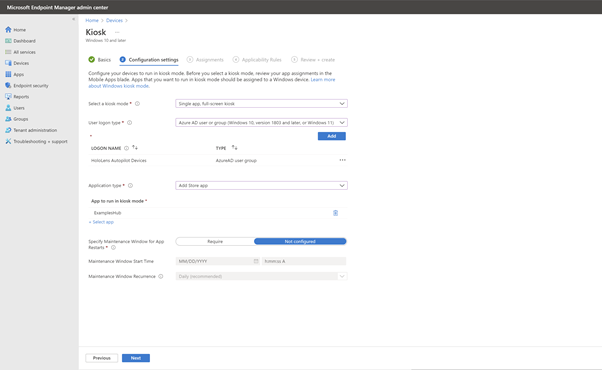 Microsoft Endpoint Manager admin center
Home > Devices >
Kiosk ...
Windows 10 and later
Home
Dashboard
All services
Devices
Apps
Endpoint security
Reports
Users
Groups
Tenant administration
Troubleshooting + support
Basics 2 Configuration settings 3 Assignments 4 Applicability Rules 5 Review + create
Configure your devices to run in kiosk mode. Before you select a kiosk mode, review your app assignments in the
Mobile Apps blade. Apps that you want to run in kiosk mode should be assigned to a Windows device. Learn more
about Windows kiosk mode.
Select a kiosk mode * Single app, full-screen kiosk
User logon type * Azure AD user or group (Windows 10, version 1803 and later, or Windows 11)
* Add
LOGON NAME TYPE
HoloLens Autopilot Devices AzureAD user group ...
Application type * Add Store app
App to run in kiosk mode *
ExamplesHub
+ Select app
Specify Maintenance Window for App
Restarts * Require Not configured
Maintenance Window Start Time MM/DD/YYYY h:mm:ss A
Maintenance Window Recurrence Daily (recommended)
Previous Next